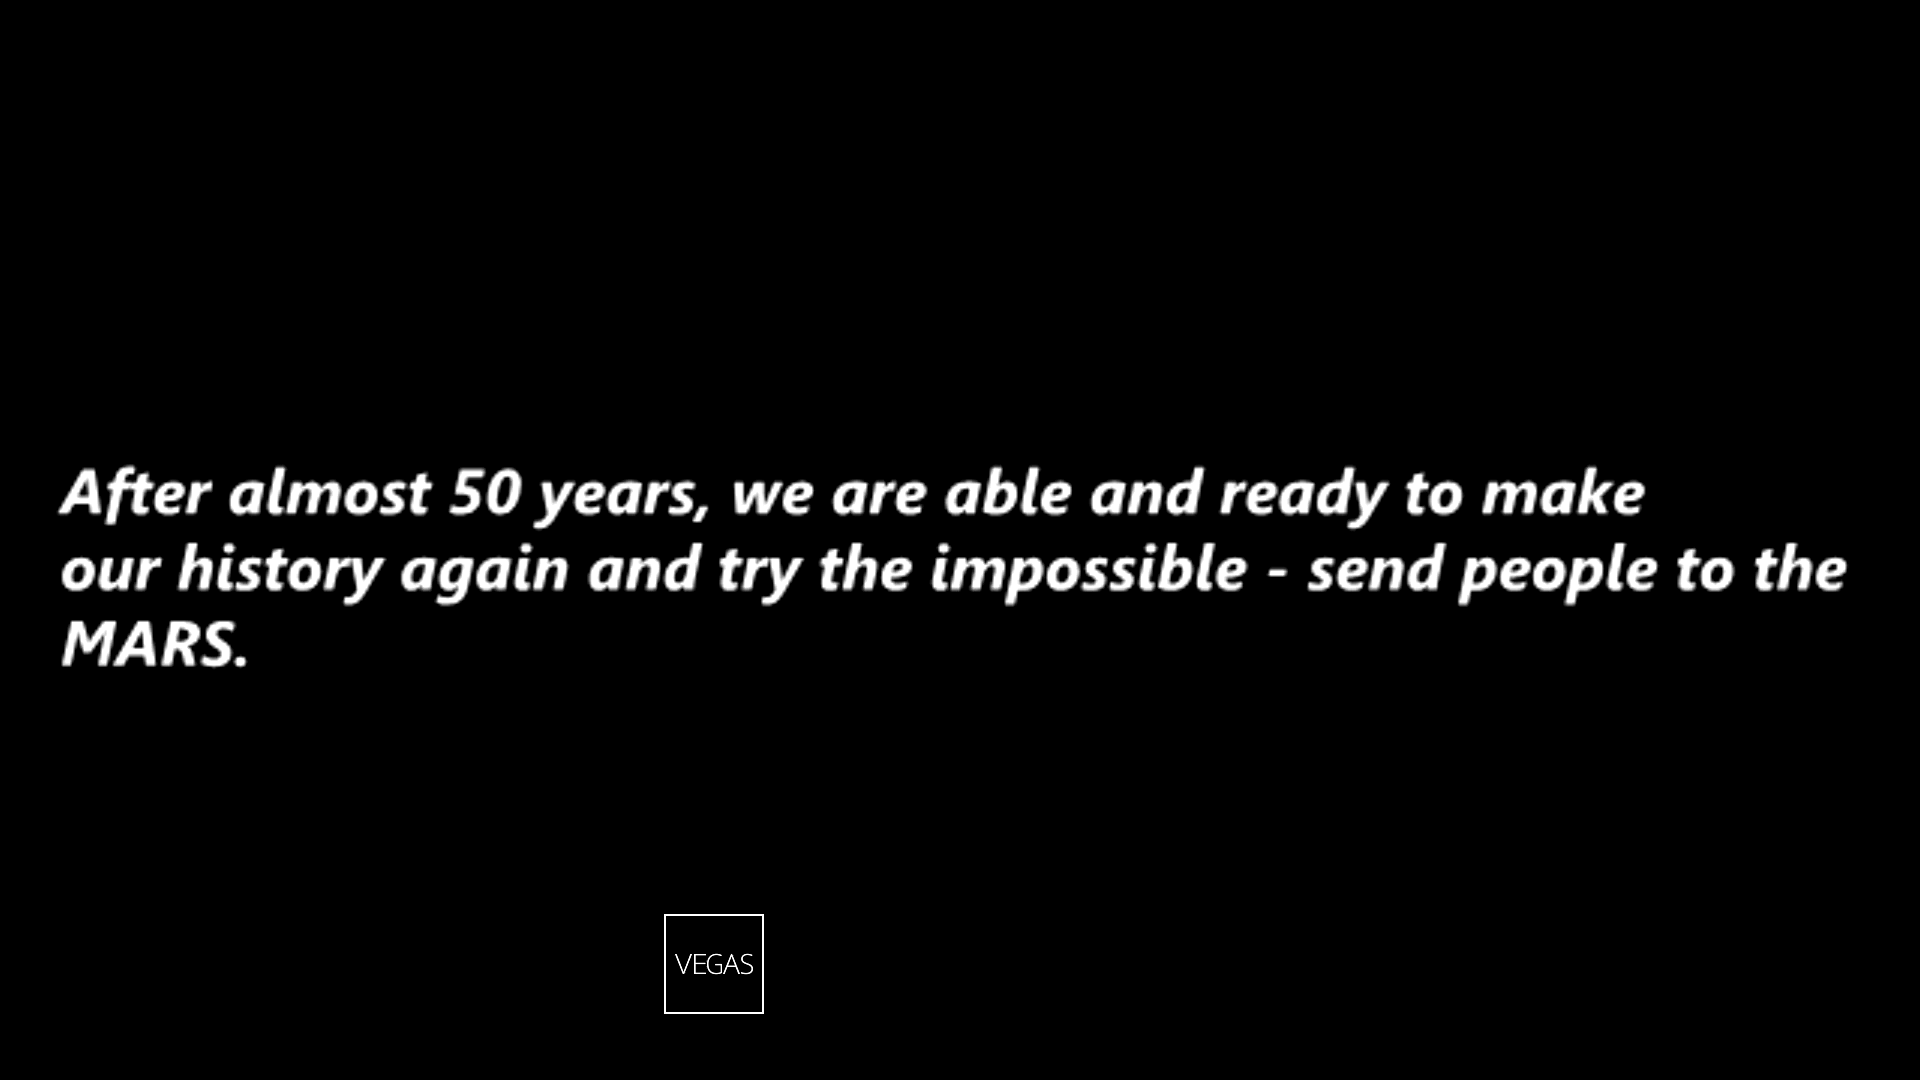 After almost 50 years, we are able and ready to make
our history again and try the impossible - send people to the
MARS.
VEGAS